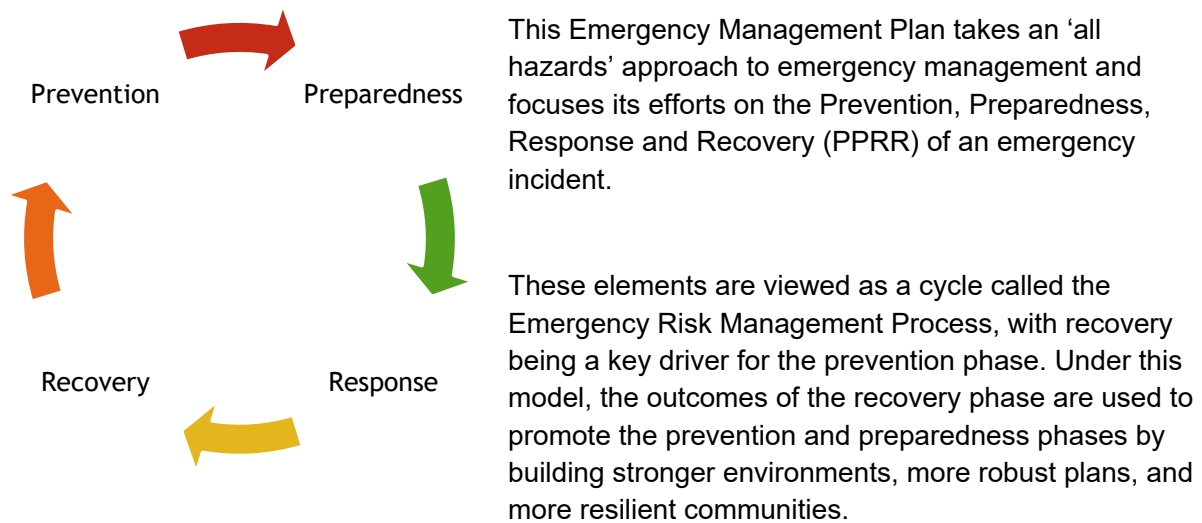 Prevention
Preparedness
Recovery
Response
This Emergency Management Plan takes an ‘all
hazards’ approach to emergency management and
focuses its efforts on the Prevention, Preparedness,
Response and Recovery (PPRR) of an emergency
incident.
These elements are viewed as a cycle called the
Emergency Risk Management Process, with recovery
being a key driver for the prevention phase. Under this
model, the outcomes of the recovery phase are used to
promote the prevention and preparedness phases by
building stronger environments, more robust plans, and
more resilient communities.